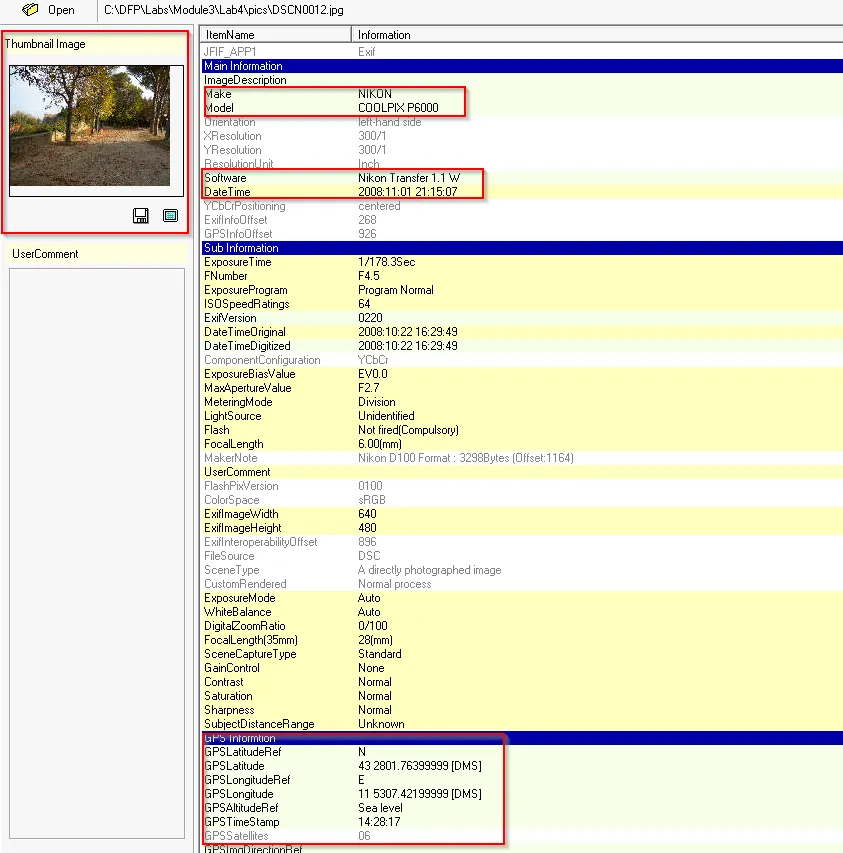 Open C:\DFP\Labs\Module3\Lab4\pics\DSCN0012.jpg
Thumbnail Image
UserComment
ItemName Information
JFIF_APP1 Exif
Main Information
ImageDescription
Make NIKON
Model COOLPIX P6000
Orientation left-hand side
XResolution 300/1
YResolution 300/1
ResolutionUnit Inch
Software Nikon Transfer 1.1 W
DateTime 2008:11:01 21:15:07
YCbCrPositioning centered
ExifInfoOffset 268
GPSInfoOffset 926
Sub Information
ExposureTime 1/178.3Sec
FNumber F4.5
ExposureProgram Program Normal
ISOSpeedRatings 64
ExifVersion 0220
DateTimeOriginal 2008:10:22 16:29:49
DateTimeDigitized 2008:10:22 16:29:49
ComponentConfiguration YCbCr
ExposureBiasValue EV0.0
MaxApertureValue F2.7
MeteringMode Division
LightSource Unidentified
Flash Not fired(Compulsory)
FocalLength 6.00(mm)
MakerNote Nikon D100 Format : 3298Bytes (Offset:1164)
UserComment
FlashPixVersion 0100
ColorSpace sRGB
ExifImageWidth 640
ExifImageHeight 480
ExifInteroperabilityOffset 896
FileSource DSC
SceneType A directly photographed image
CustomRendered Normal process
ExposureMode Auto
WhiteBalance Auto
DigitalZoomRatio 0/100
FocalLength(35mm) 28(mm)
SceneCaptureType Standard
GainControl None
Contrast Normal
Saturation Normal
Sharpness Normal
SubjectDistanceRange Unknown
GPS Informtion
GPSLatitudeRef N
GPSLatitude 43 2801.76399999 [DMS]
GPSLongitudeRef E
GPSLongitude 11 5307.42199999 [DMS]
GPSAltitudeRef Sea level
GPSTimeStamp 14:28:17
GPSSatellites 06
GPSImgDirectionRef